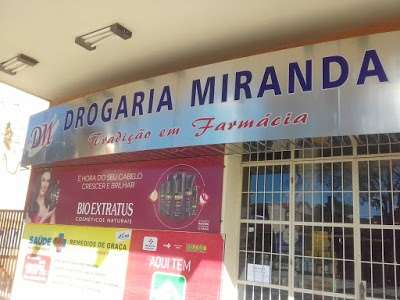 DM DROGARIA MIRANDA
Tradição em Farmácia
É HORA DO SEU CABELO
CRESCER E BRILHAR
BIO EXTRATUS
COSMÉTICOS NATURAIS
SAÚDE
REMÉDIOS DE GRAÇA
AQUI TEM